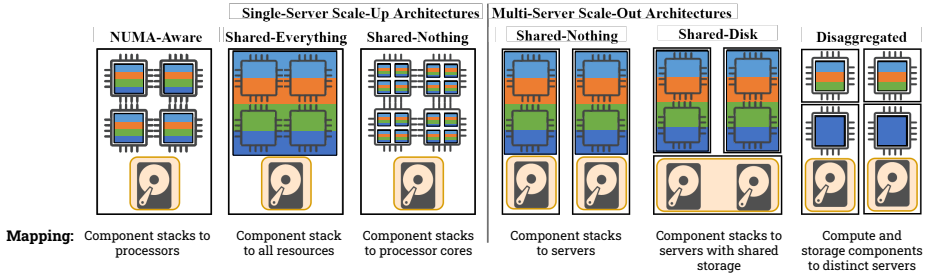 Single-Server Scale-Up Architectures
Multi-Server Scale-Out Architectures
NUMA-Aware
Shared-Everything
Shared-Nothing
Shared-Nothing
Shared-Disk
Disaggregated
Mapping:
Component stacks to
processors
Component stack
to all resources
Component stacks
to processor cores
Component stacks
to servers
Component stacks to
servers with shared
storage
Compute and
storage components
to distinct servers